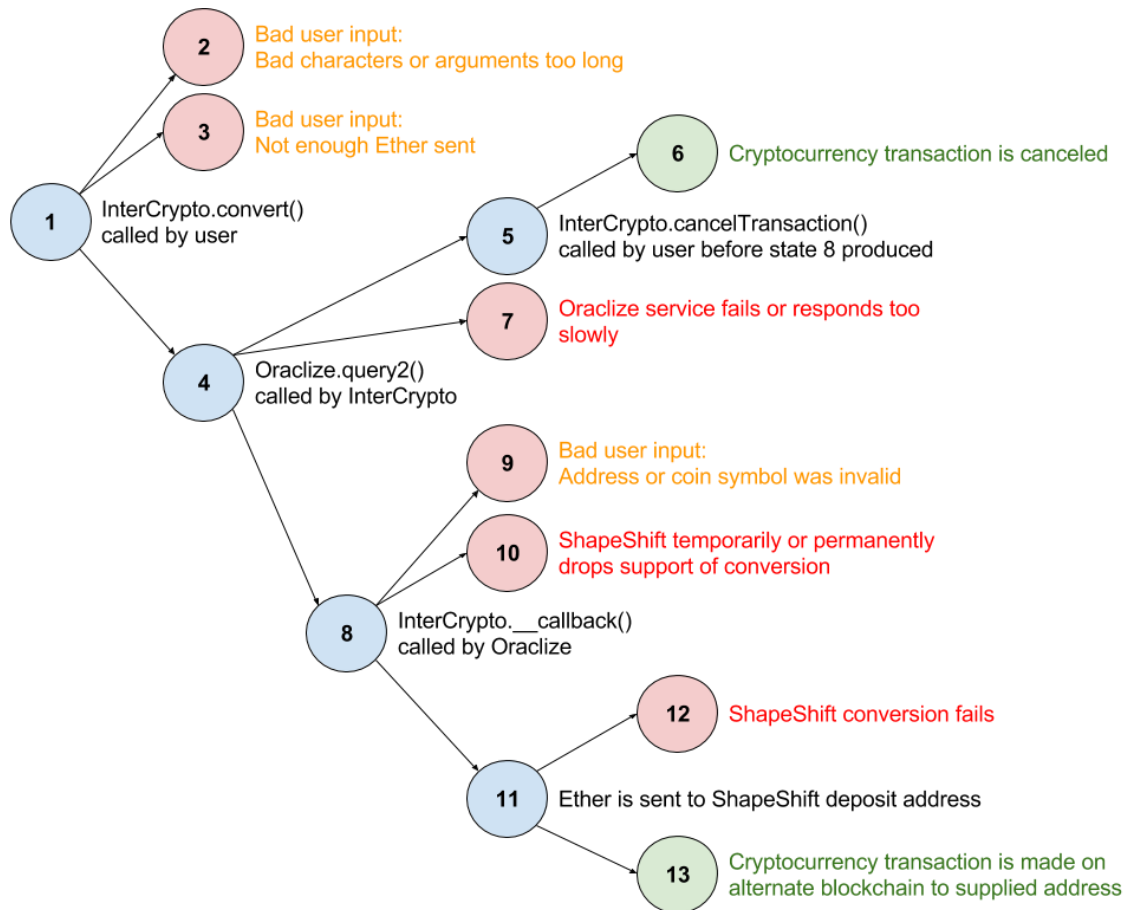 2
Bad user input:
Bad characters or arguments too long
3
Bad user input:
Not enough Ether sent
1
InterCrypto.convert()
called by user
6
Cryptocurrency transaction is canceled
5
InterCrypto.cancelTransaction()
called by user before state 8 produced
7
Oraclize service fails or responds too
slowly
4
Oraclize.query2()
called by InterCrypto
9
Bad user input:
Address or coin symbol was invalid
10
ShapeShift temporarily or permanently
drops support of conversion
8
InterCrypto.__callback()
called by Oraclize
12
ShapeShift conversion fails
11
Ether is sent to ShapeShift deposit address
13
Cryptocurrency transaction is made on
alternate blockchain to supplied address